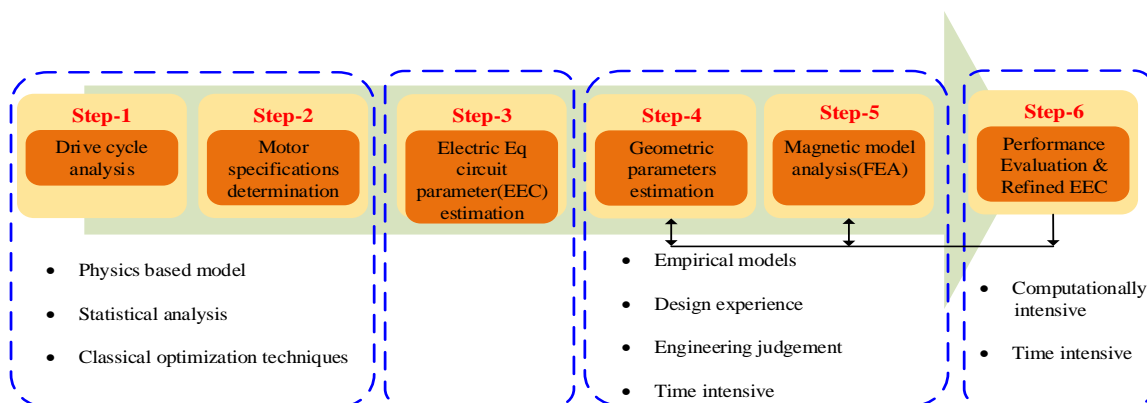 Step-1
Drive cycle
analysis
Step-2
Motor
specifications
determination
Step-3
Electric Eq
circuit
parameter(EEC)
estimation
Step-4
Geometric
parameters
estimation
Step-5
Magnetic model
analysis(FEA)
Step-6
Performance
Evaluation &
Refined EEC
• Physics based model
• Statistical analysis
• Classical optimization techniques
• Empirical models
• Design experience
• Engineering judgement
• Time intensive
• Computationally
intensive
• Time intensive